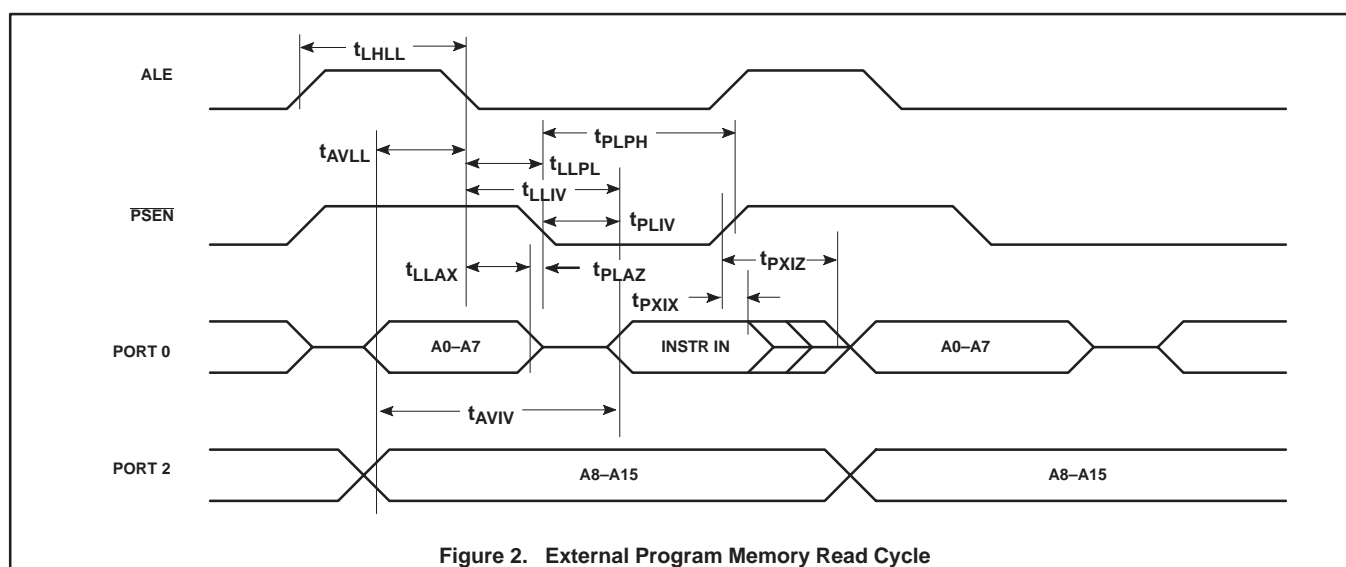 tLHLL
ALE
tPLPH
tAVLL
tLLPL
tLLIV
PSEN
tPLIV
tLLAX
tPLAZ
tPXIZ
tPXIX
PORT 0
A0–A7
INSTR IN
A0–A7
tAVIV
PORT 2
A8–A15
A8–A15
Figure 2. External Program Memory Read Cycle